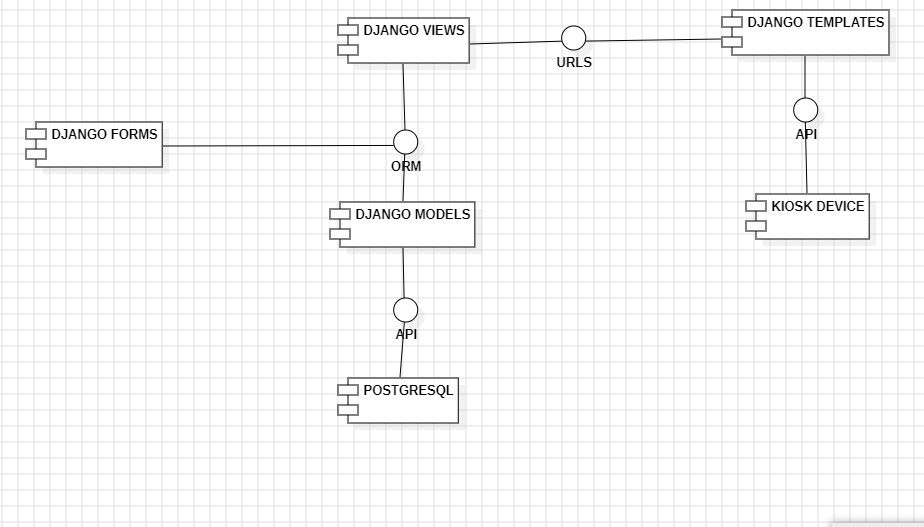 DJANGO VIEWS
DJANGO TEMPLATES
URLS
DJANGO FORMS
API
ORM
DJANGO MODELS
KIOSK DEVICE
API
POSTGRESQL